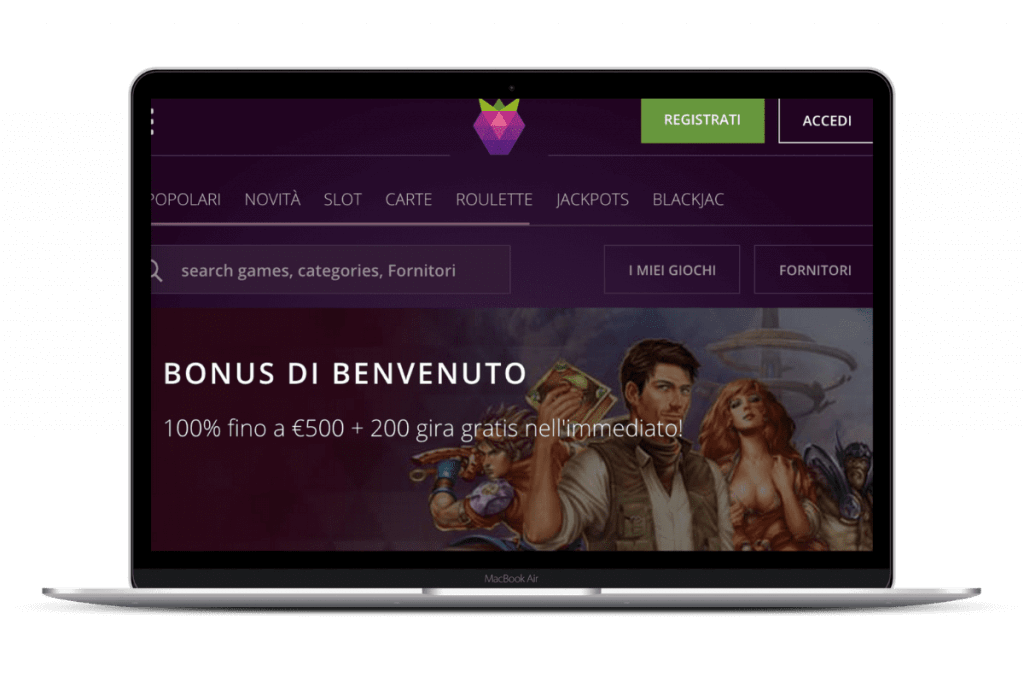 REGISTRATI ACCEDI
POPOLARI NOVITÀ SLOT CARTE ROULETTE JACKPOTS BLACKJAC
search games, categories, Fornitori I MIEI GIOCHI FORNITORI
BONUS DI BENVENUTO
100% fino a €500 + 200 gira gratis nell'immediato!
MacBook Air